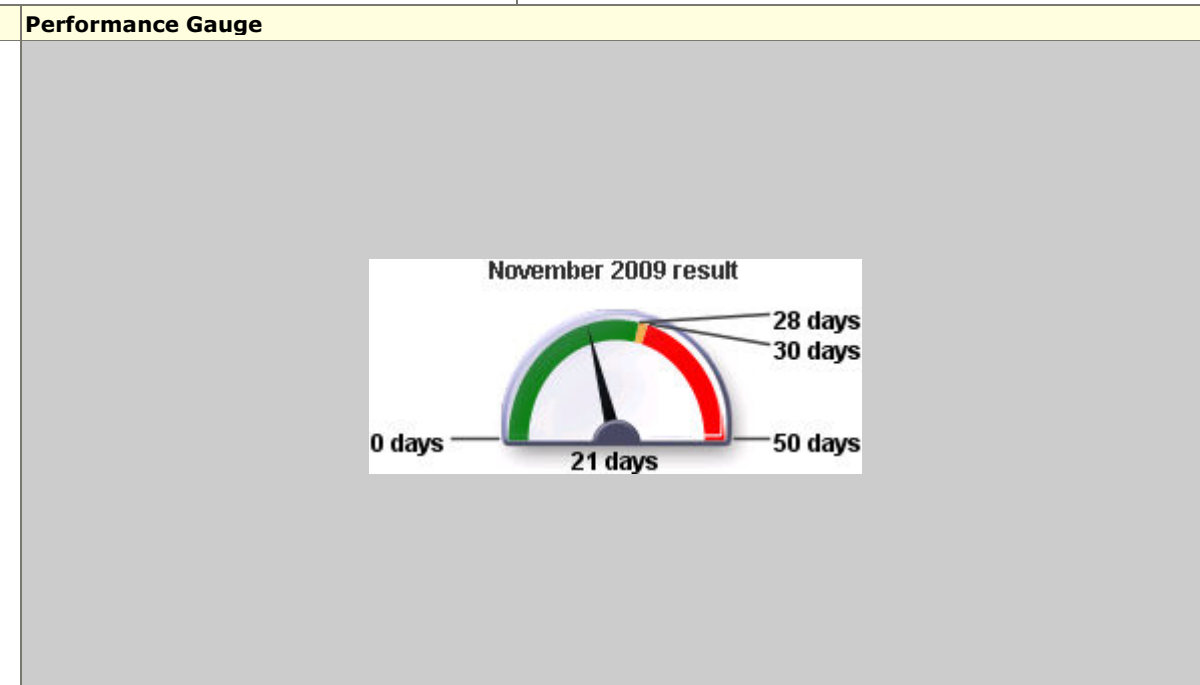 Performance Gauge
November 2009 result
28 days
30 days
0 days
50 days
21 days